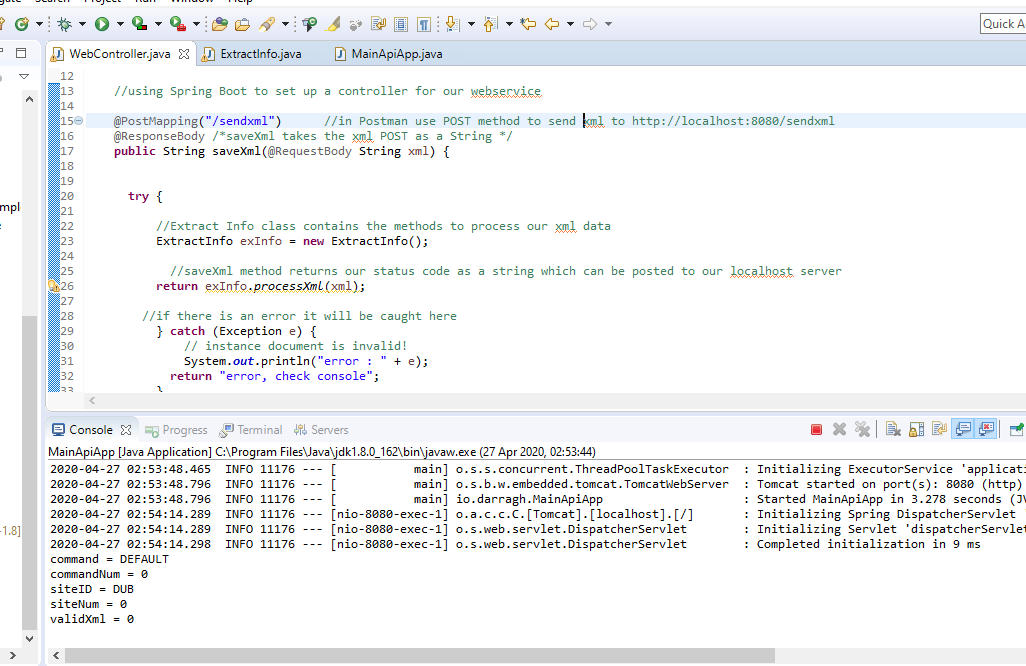 Quick A
WebController.java
ExtractInfo.java
MainApiApp.java
12
13 //using Spring Boot to set up a controller for our webservice
14
15 @PostMapping("/sendxml") //in Postman use POST method to send xml to http://localhost:8080/sendxml
16 @ResponseBody /*saveXml takes the xml POST as a String */
17 public String saveXml(@RequestBody String xml) {
18
19
20 try {
21
22 //Extract Info class contains the methods to process our xml data
23 ExtractInfo exInfo = new ExtractInfo();
24
25 //saveXml method returns our status code as a string which can be posted to our localhost server
26 return exInfo.processXml(xml);
27
28 //if there is an error it will be caught here
29 } catch (Exception e) {
30 // instance document is invalid!
31 System.out.println("error : " + e);
32 return "error, check console";
33 }
mpl
-1.8]
Console Progress Terminal Servers
MainApiApp [Java Application] C:\Program Files\Java\jdk1.8.0_162\bin\javaw.exe (27 Apr 2020, 02:53:44)
2020-04-27 02:53:48.465 INFO 11176 --- [ main] o.s.s.concurrent.ThreadPoolTaskExecutor : Initializing ExecutorService 'applicati
2020-04-27 02:53:48.796 INFO 11176 --- [ main] o.s.b.w.embedded.tomcat.TomcatWebServer : Tomcat started on port(s): 8080 (http)
2020-04-27 02:53:48.796 INFO 11176 --- [ main] io.darragh.MainApiApp : Started MainApiApp in 3.278 seconds (JV
2020-04-27 02:54:14.289 INFO 11176 --- [nio-8080-exec-1] o.a.c.c.C.[Tomcat].[localhost].[/] : Initializing Spring DispatcherServlet
2020-04-27 02:54:14.289 INFO 11176 --- [nio-8080-exec-1] o.s.web.servlet.DispatcherServlet : Initializing Servlet 'dispatcherServlet
2020-04-27 02:54:14.298 INFO 11176 --- [nio-8080-exec-1] o.s.web.servlet.DispatcherServlet : Completed initialization in 9 ms
command = DEFAULT
commandNum = 0
siteID = DUB
siteNum = 0
validXml = 0